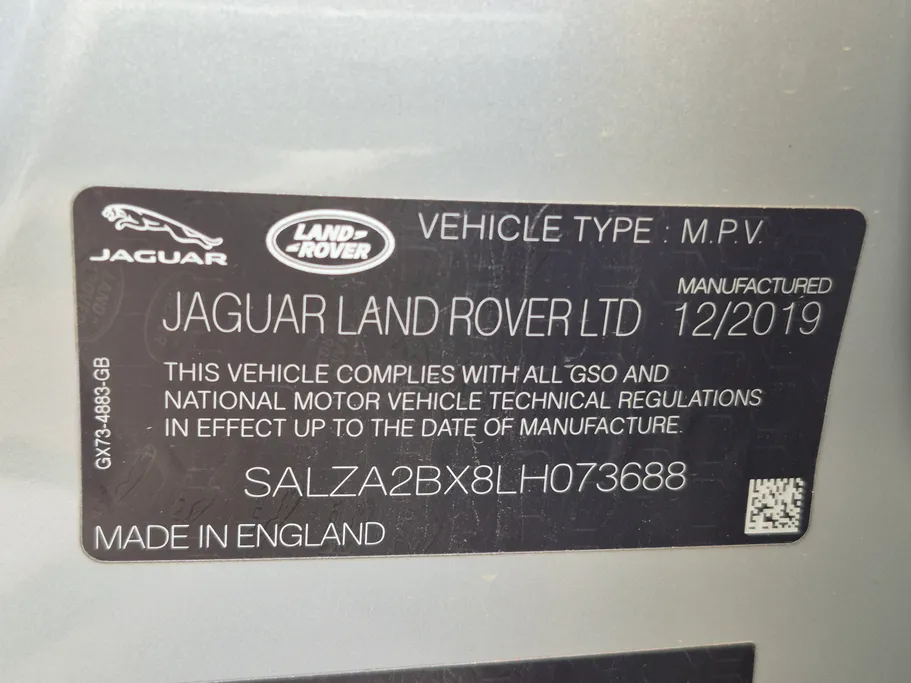 JAGUAR
LAND-
-ROVER
VEHICLE TYPE : M.P.V.
MANUFACTURED
JAGUAR LAND ROVER LTD 12/2019
THIS VEHICLE COMPLIES WITH ALL GSO AND
NATIONAL MOTOR VEHICLE TECHNICAL REGULATIONS
IN EFFECT UP TO THE DATE OF MANUFACTURE.
GX73-4883-GB
SALZA2BX8LH073688
MADE IN ENGLAND